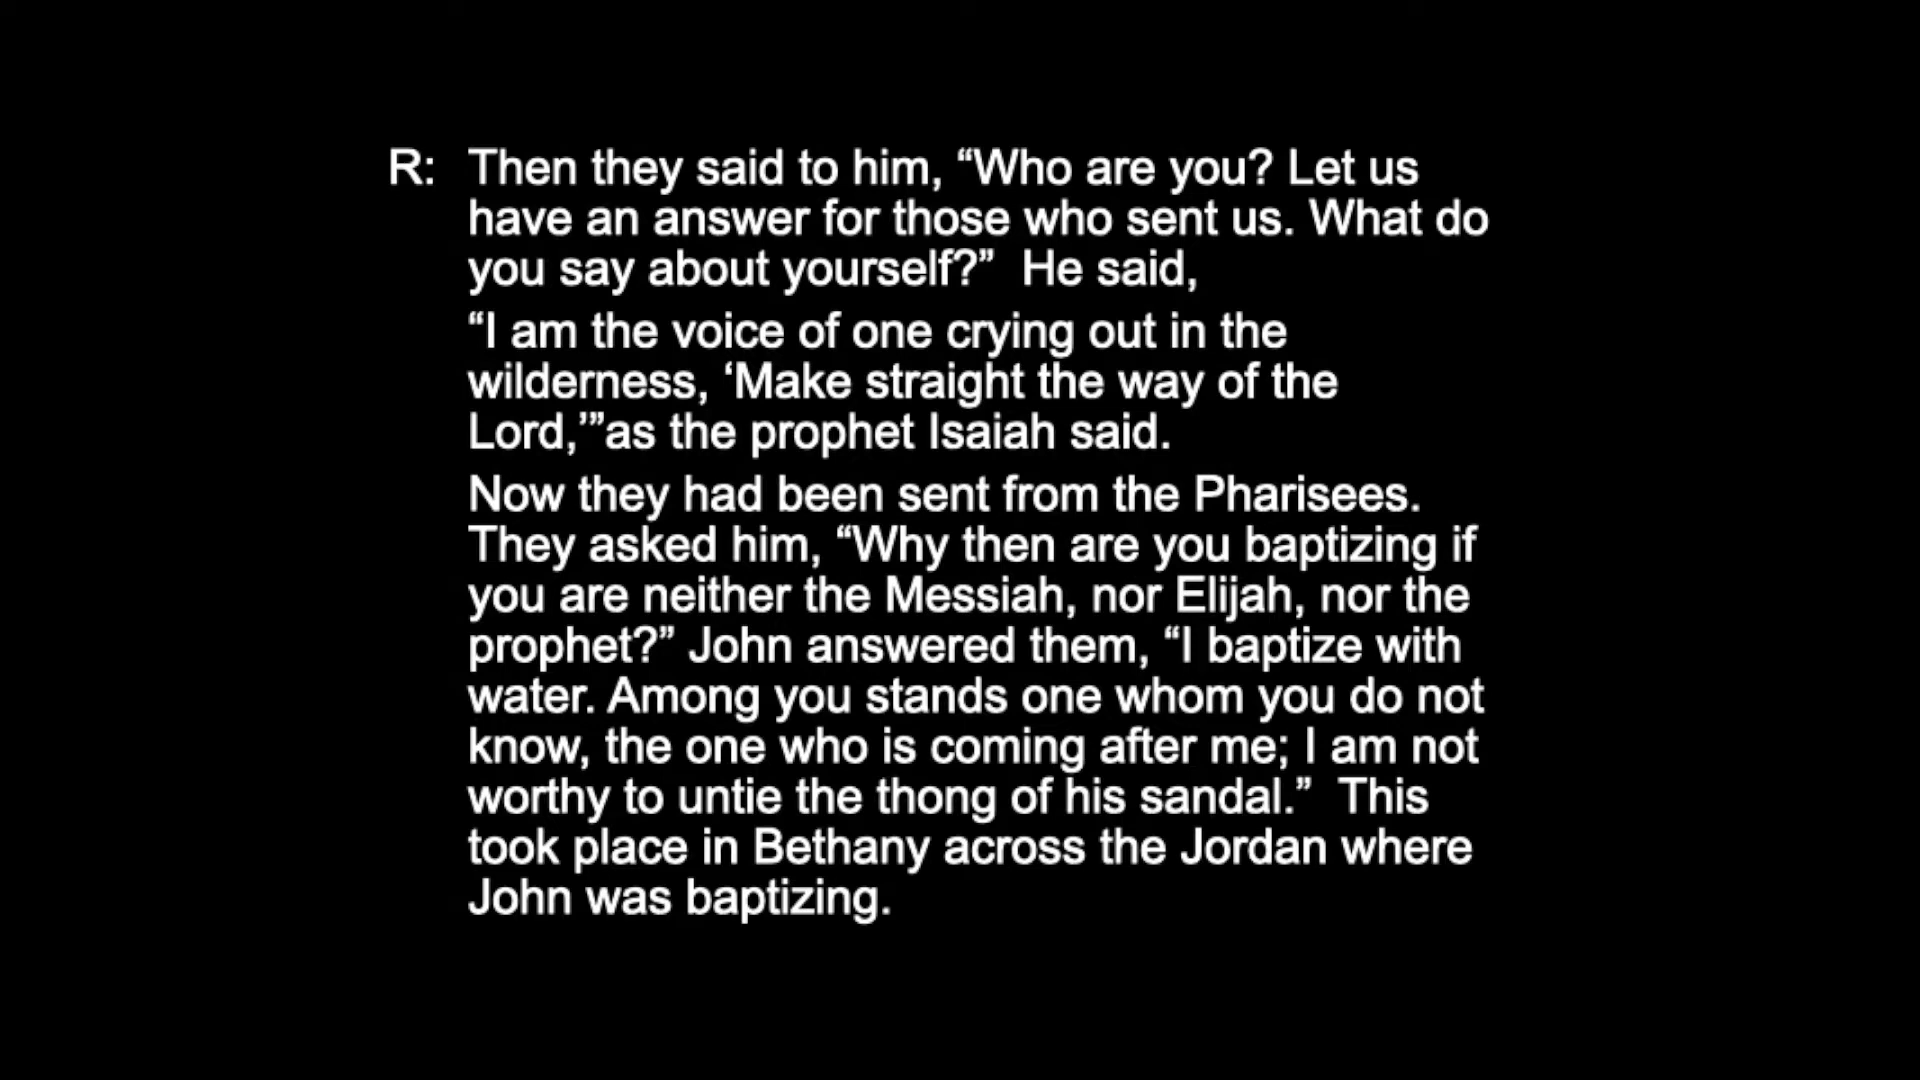 R: Then they said to him, “Who are you? Let us
have an answer for those who sent us. What do
you say about yourself?”  He said,
“I am the voice of one crying out in the
wilderness, ‘Make straight the way of the
Lord,’”as the prophet Isaiah said.
Now they had been sent from the Pharisees.
They asked him, “Why then are you baptizing if
you are neither the Messiah, nor Elijah, nor the
prophet?” John answered them, “I baptize with
water. Among you stands one whom you do not
know, the one who is coming after me; I am not
worthy to untie the thong of his sandal.”  This
took place in Bethany across the Jordan where
John was baptizing.